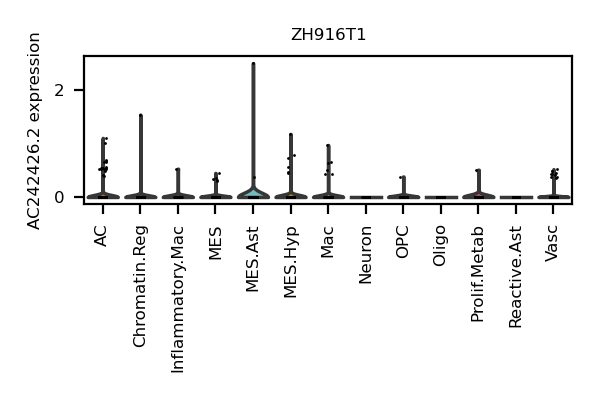 ZH916T1
AC242426.2 expression
2
0
AC
Chromatin.Reg
Inflammatory.Mac
MES
MES.Ast
MES.Hyp
Mac
Neuron
OPC
Oligo
Prolif.Metab
Reactive.Ast
Vasc